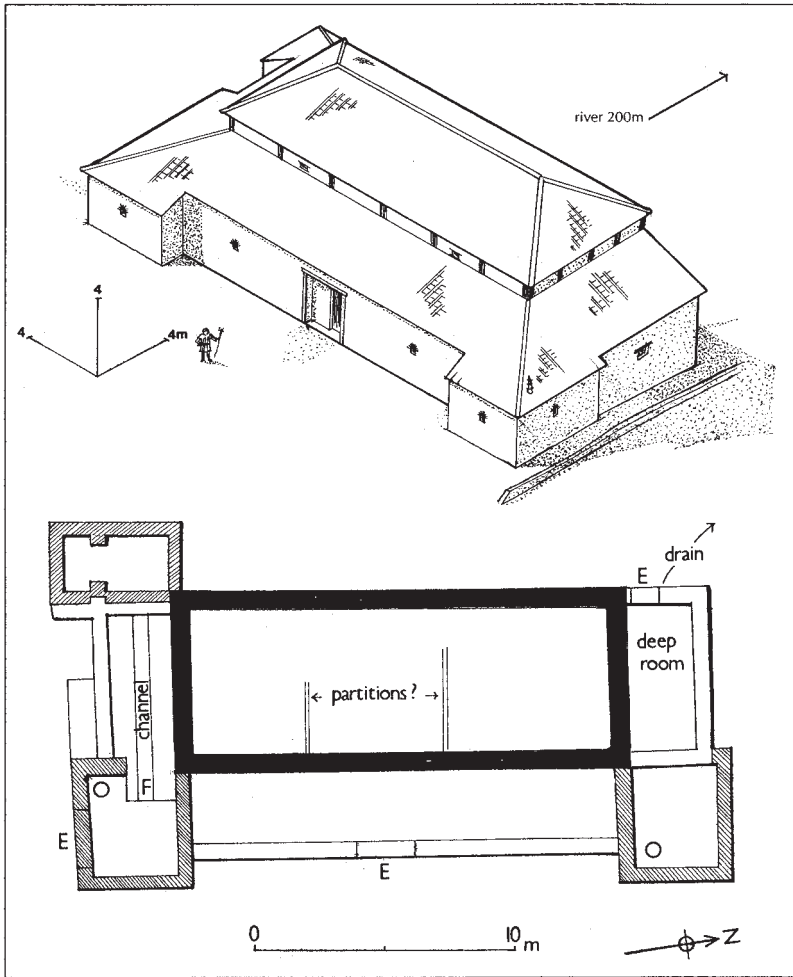 river 200m
4
4
4m
drain
E
deep
room
← partitions? →
channel
F
E
E
0 10 m
Z